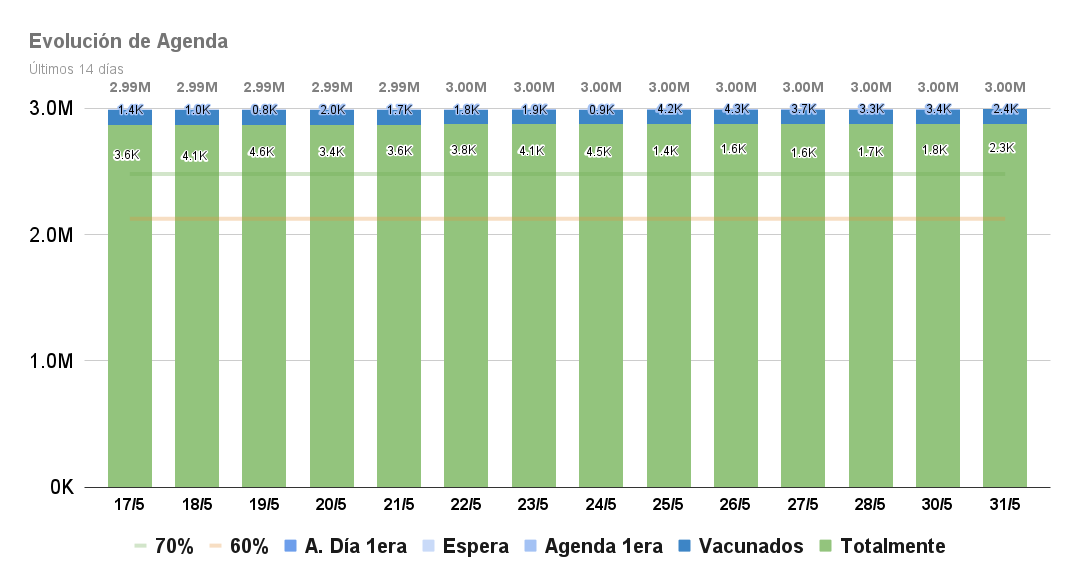 Evolución de Agenda
Últimos 14 días
2.99M 2.99M 2.99M 2.99M 2.99M 3.00M 3.00M 3.00M 3.00M 3.00M 3.00M 3.00M 3.00M 3.00M
3.0M
1.4K 1.0K 0.8K 2.0K 1.7K 1.8K 1.9K 0.9K 4.2K 4.3K 3.7K 3.3K 3.4K 2.4K
3.6K 4.1K 4.6K 3.4K 3.6K 3.8K 4.1K 4.5K 1.4K 1.6K 1.6K 1.7K 1.8K 2.3K
2.0M
1.0M
0K
17/5 18/5 19/5 20/5 21/5 22/5 23/5 24/5 25/5 26/5 27/5 28/5 30/5 31/5
70% 60% A. Día 1era Espera Agenda 1era Vacunados Totalmente